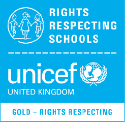 RIGHTS
RESPECTING
SCHOOLS
unicef
UNITED KINGDOM
GOLD – RIGHTS RESPECTING